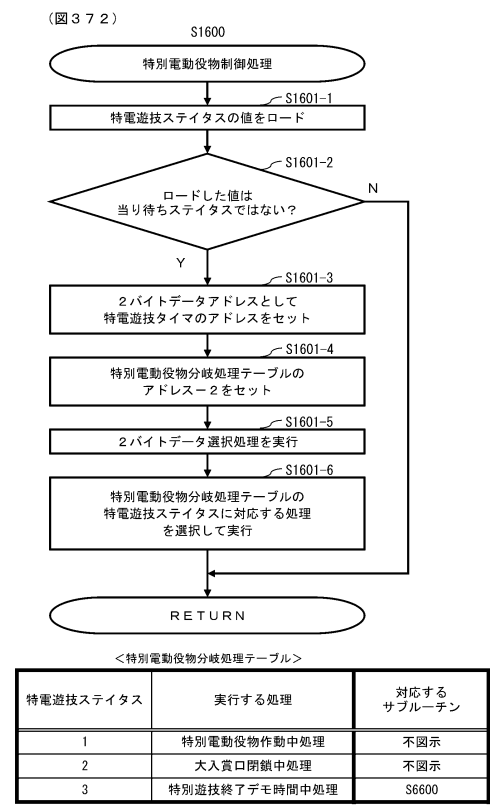 (図372)
S1600
特別電動役物制御処理
S1601-1
特電遊技ステイタスの値をロード
S1601-2
ロードした値は
当り待ちステイタスではない?
N
Y
S1601-3
2バイトデータアドレスとして
特電遊技タイマのアドレスをセット
S1601-4
特別電動役物分岐処理テーブルの
アドレス-2をセット
S1601-5
2バイトデータ選択処理を実行
S1601-6
特別電動役物分岐処理テーブルの
特電遊技ステイタスに対応する処理
を選択して実行
RETURN
<特別電動役物分岐処理テーブル>
特電遊技ステイタス 実行する処理 対応する
サブルーチン
1 特別電動役物作動中処理 不図示
2 大入賞口閉鎖中処理 不図示
3 特別遊技終了デモ時間中処理 S6600